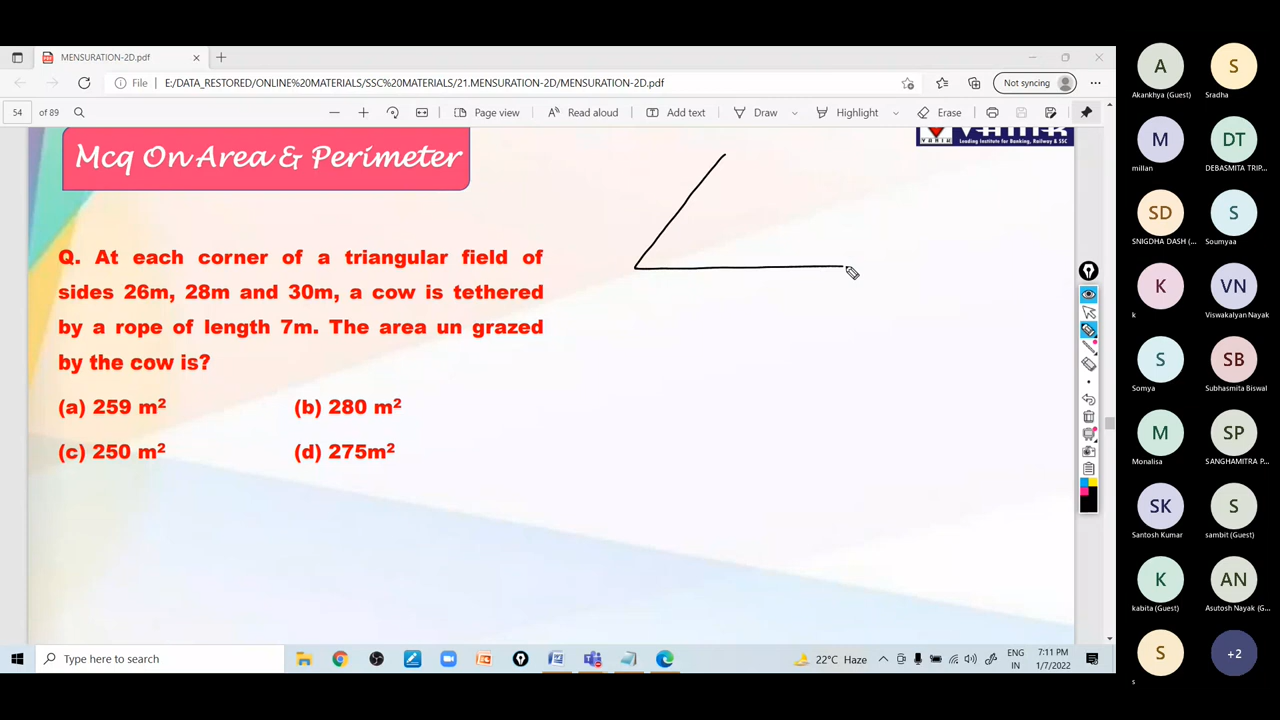 MENSURATION-2D.pdf
File
E:/DATA_RESTORED/ONLINE%20MATERIALS/SSC%20MATERIALS/21.MENSURATION-2D/MENSURATION-2D.pdf
Not syncing
54 of 89
Page view
Read aloud
Add text
Draw
Highlight
Erase
Mcq On Area & Perimeter
Leading Institute for Banking, Railway & SSC
Q. At each corner of a triangular field of
sides 26m, 28m and 30m, a cow is tethered
by a rope of length 7m. The area un grazed
by the cow is?
(a) 259 m²
(b) 280 m²
(c) 250 m²
(d) 275m²
A
Akankhya (Guest)
S
Sradha
M
millan
DT
DEBASMITA TRIP...
SD
SNIGDHA DASH (...
S
Soumyaa
K
k
VN
Viswakalyan Nayak
S
Somya
SB
Subhasmita Biswal
M
Monalisa
SP
SANGHAMITRA P...
SK
Santosh Kumar
S
sambit (Guest)
K
kabita (Guest)
AN
Asutosh Nayak (G...
S
s
+2
Type here to search
22°C Haze
ENG
IN
7:11 PM
1/7/2022